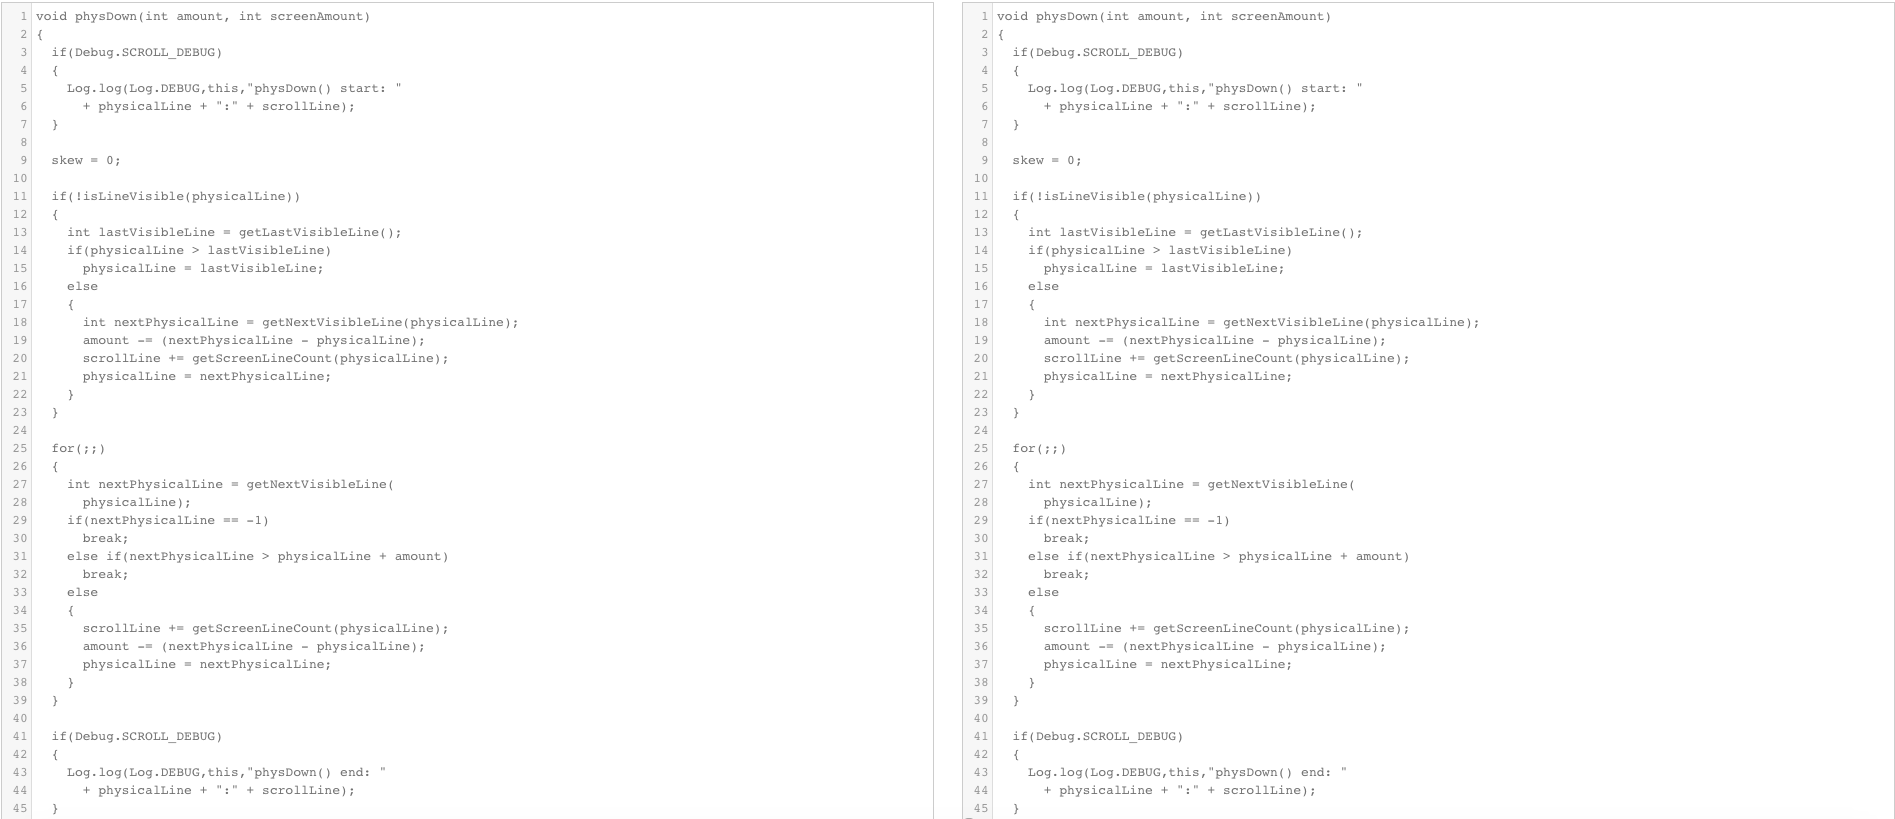 1 void physDown(int amount, int screenAmount)
2 {
3   if(Debug.SCROLL_DEBUG)
4   {
5     Log.log(Log.DEBUG,this,"physDown() start: "
6       + physicalLine + ":" + scrollLine);
7   }
8
9   skew = 0;
10
11   if(!isLineVisible(physicalLine))
12   {
13     int lastVisibleLine = getLastVisibleLine();
14     if(physicalLine > lastVisibleLine)
15       physicalLine = lastVisibleLine;
16     else
17     {
18       int nextPhysicalLine = getNextVisibleLine(physicalLine);
19       amount -= (nextPhysicalLine - physicalLine);
20       scrollLine += getScreenLineCount(physicalLine);
21       physicalLine = nextPhysicalLine;
22     }
23   }
24
25   for(;;)
26   {
27     int nextPhysicalLine = getNextVisibleLine(
28       physicalLine);
29     if(nextPhysicalLine == -1)
30       break;
31     else if(nextPhysicalLine > physicalLine + amount)
32       break;
33     else
34     {
35       scrollLine += getScreenLineCount(physicalLine);
36       amount -= (nextPhysicalLine - physicalLine);
37       physicalLine = nextPhysicalLine;
38     }
39   }
40
41   if(Debug.SCROLL_DEBUG)
42   {
43     Log.log(Log.DEBUG,this,"physDown() end: "
44       + physicalLine + ":" + scrollLine);
45   }
1 void physDown(int amount, int screenAmount)
2 {
3   if(Debug.SCROLL_DEBUG)
4   {
5     Log.log(Log.DEBUG,this,"physDown() start: "
6       + physicalLine + ":" + scrollLine);
7   }
8
9   skew = 0;
10
11   if(!isLineVisible(physicalLine))
12   {
13     int lastVisibleLine = getLastVisibleLine();
14     if(physicalLine > lastVisibleLine)
15       physicalLine = lastVisibleLine;
16     else
17     {
18       int nextPhysicalLine = getNextVisibleLine(physicalLine);
19       amount -= (nextPhysicalLine - physicalLine);
20       scrollLine += getScreenLineCount(physicalLine);
21       physicalLine = nextPhysicalLine;
22     }
23   }
24
25   for(;;)
26   {
27     int nextPhysicalLine = getNextVisibleLine(
28       physicalLine);
29     if(nextPhysicalLine == -1)
30       break;
31     else if(nextPhysicalLine > physicalLine + amount)
32       break;
33     else
34     {
35       scrollLine += getScreenLineCount(physicalLine);
36       amount -= (nextPhysicalLine - physicalLine);
37       physicalLine = nextPhysicalLine;
38     }
39   }
40
41   if(Debug.SCROLL_DEBUG)
42   {
43     Log.log(Log.DEBUG,this,"physDown() end: "
44       + physicalLine + ":" + scrollLine);
45   }